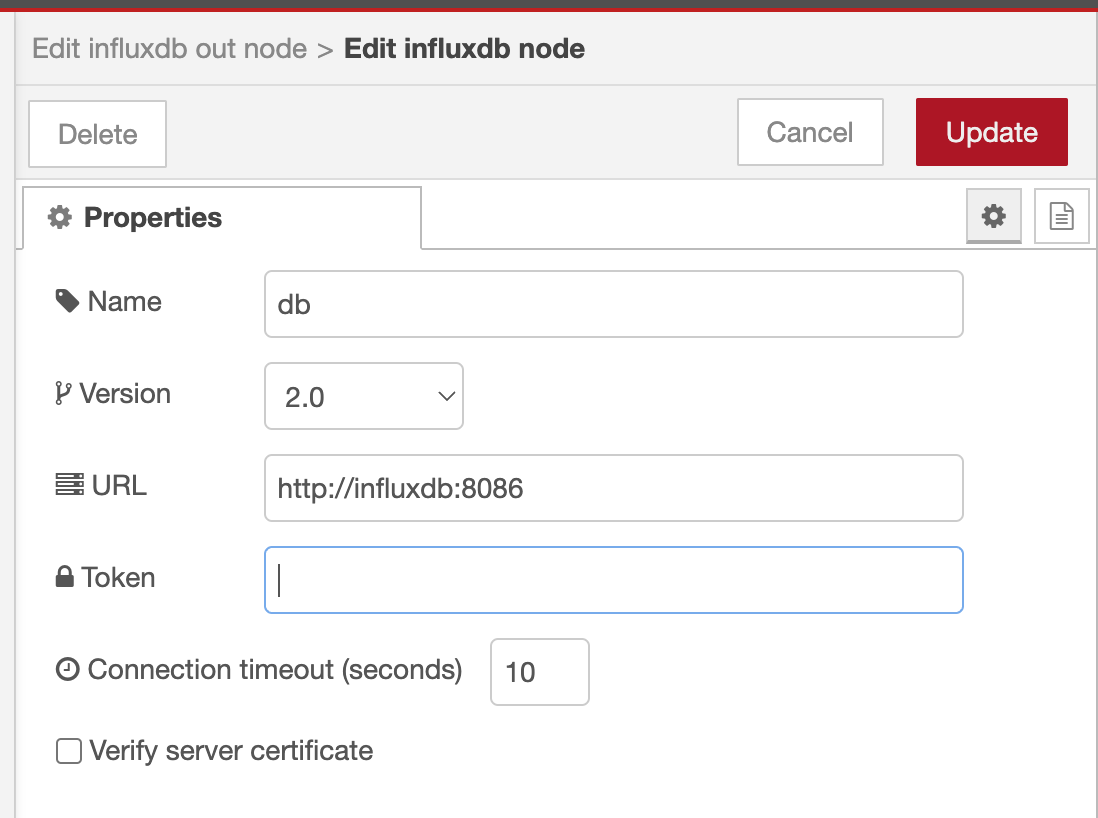 Edit influxdb out node > Edit influxdb node
Delete
Cancel
Update
Properties
Name
db
Version
2.0
URL
http://influxdb:8086
Token
Connection timeout (seconds)
10
Verify server certificate